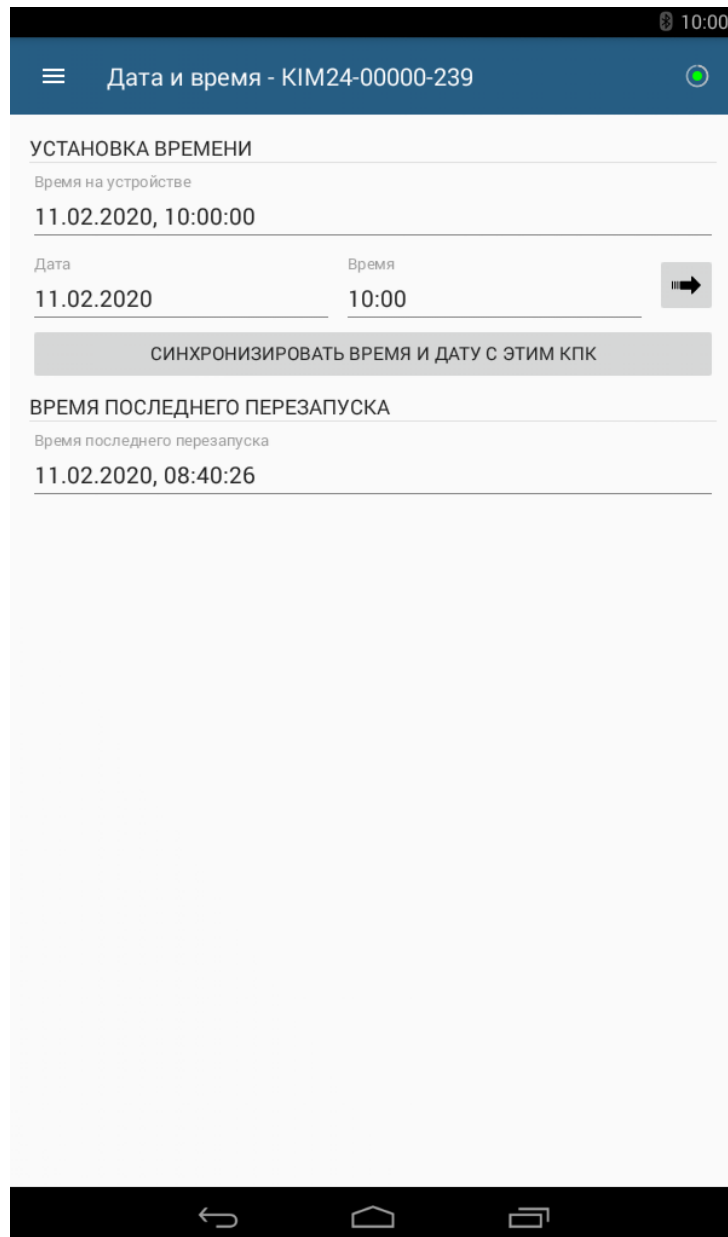 10:00
Дата и время - KIM24-00000-239
УСТАНОВКА ВРЕМЕНИ
Время на устройстве
11.02.2020, 10:00:00
Дата Время
11.02.2020 10:00
СИНХРОНИЗИРОВАТЬ ВРЕМЯ И ДАТУ С ЭТИМ КПК
ВРЕМЯ ПОСЛЕДНЕГО ПЕРЕЗАПУСКА
Время последнего перезапуска
11.02.2020, 08:40:26